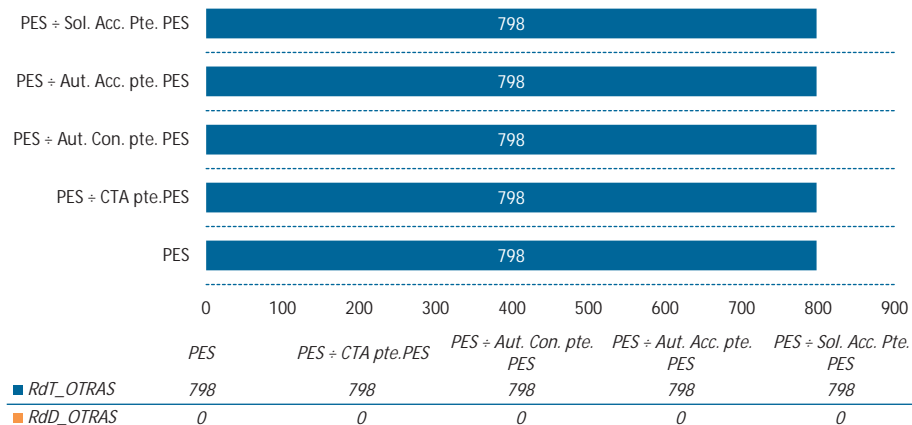 PES ÷ Sol. Acc. Pte. PES
798
PES ÷ Aut. Acc. pte. PES
798
PES ÷ Aut. Con. pte. PES
798
PES ÷ CTA pte.PES
798
PES
798
0 100 200 300 400 500 600 700 800 900
PES PES ÷ CTA pte.PES PES ÷ Aut. Con. pte. PES PES ÷ Aut. Acc. pte. PES PES ÷ Sol. Acc. Pte. PES
RdT_OTRAS 798 798 798 798 798
RdD_OTRAS 0 0 0 0 0